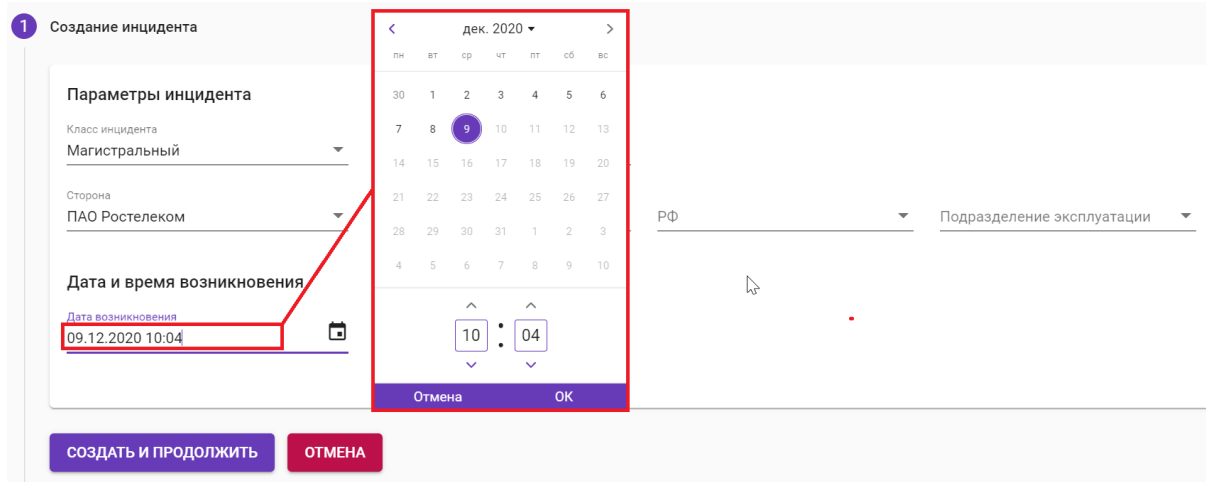 1 Создание инцидента
Параметры инцидента
Класс инцидента
Магистральный
Сторона
ПАО Ростелеком
РФ
Подразделение эксплуатации
Дата и время возникновения
Дата возникновения
09.12.2020 10:04
дек. 2020
пн вт ср чт пт сб вс
30 1 2 3 4 5 6
7 8 9 10 11 12 13
14 15 16 17 18 19 20
21 22 23 24 25 26 27
28 29 30 31 1 2 3
4 5 6 7 8 9 10
10 : 04
Отмена ОК
СОЗДАТЬ И ПРОДОЛЖИТЬ ОТМЕНА